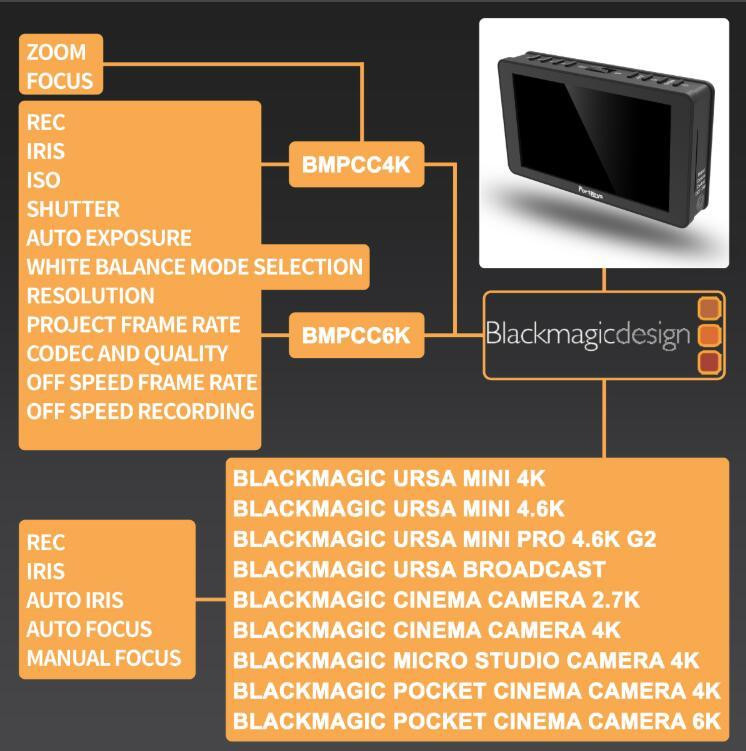 ZOOM
FOCUS
REC
IRIS
ISO
SHUTTER
AUTO EXPOSURE
WHITE BALANCE MODE SELECTION
RESOLUTION
PROJECT FRAME RATE
CODEC AND QUALITY
OFF SPEED FRAME RATE
OFF SPEED RECORDING
BMPCC4K
BMPCC6K
Blackmagicdesign
REC
IRIS
AUTO IRIS
AUTO FOCUS
MANUAL FOCUS
BLACKMAGIC URSA MINI 4K
BLACKMAGIC URSA MINI 4.6K
BLACKMAGIC URSA MINI PRO 4.6K G2
BLACKMAGIC URSA BROADCAST
BLACKMAGIC CINEMA CAMERA 2.7K
BLACKMAGIC CINEMA CAMERA 4K
BLACKMAGIC MICRO STUDIO CAMERA 4K
BLACKMAGIC POCKET CINEMA CAMERA 4K
BLACKMAGIC POCKET CINEMA CAMERA 6K